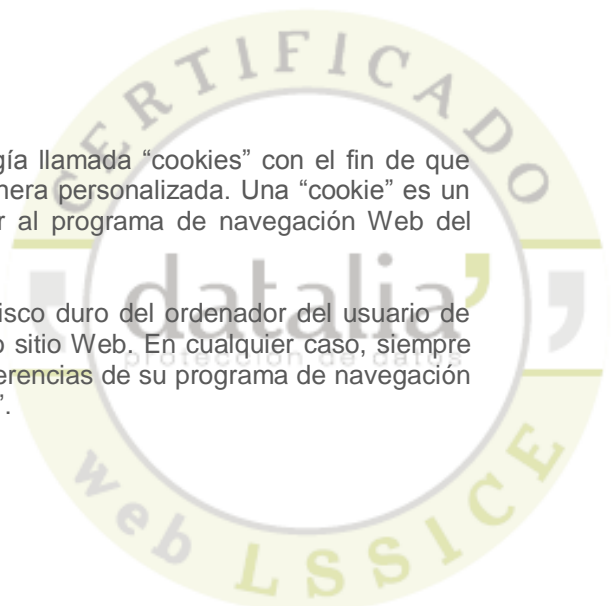 CERTIFICADO
gía llamada “cookies” con el fin de que
nera personalizada. Una “cookie” es un
r al programa de navegación Web del
datalia’
isco duro del ordenador del usuario de
o sitio Web. En cualquier caso, siempre
protección de datos
erencias de su programa de navegación
”.
web LSSICE